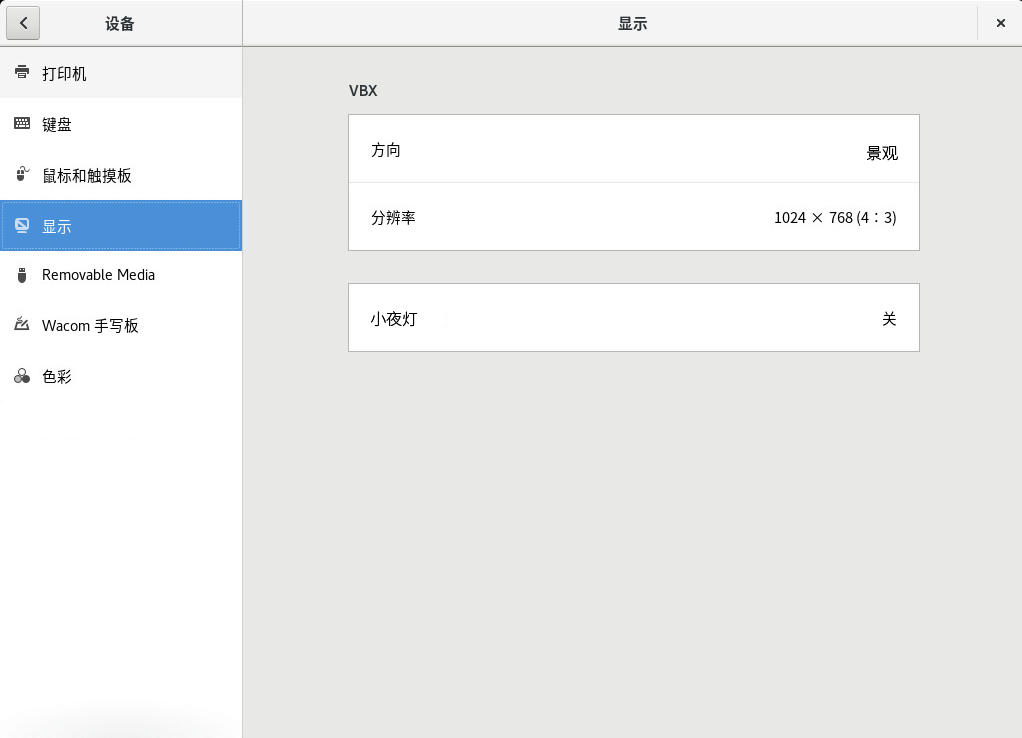 设备
显示
打印机
键盘
鼠标和触摸板
显示
Removable Media
Wacom 手写板
色彩
VBX
方向 景观
分辨率 1024 × 768 (4∶3)
小夜灯 关